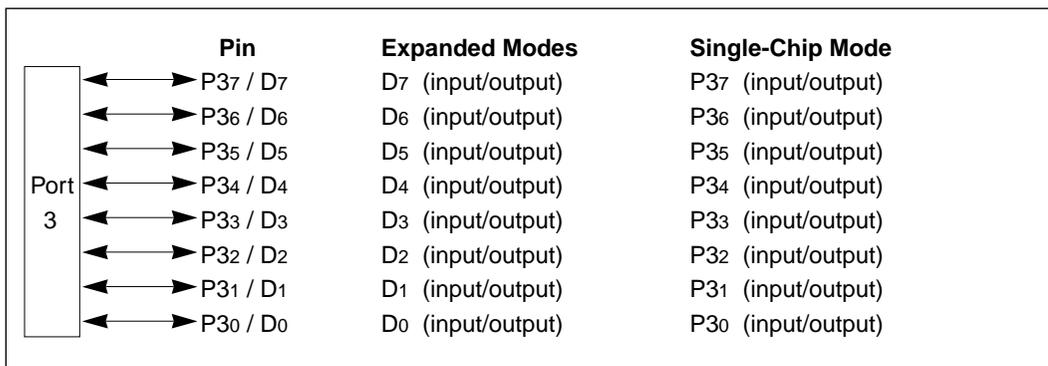 Pin Expanded Modes Single-Chip Mode
P37 / D7 D7 (input/output) P37 (input/output)
P36 / D6 D6 (input/output) P36 (input/output)
P35 / D5 D5 (input/output) P35 (input/output)
Port P34 / D4 D4 (input/output) P34 (input/output)
3 P33 / D3 D3 (input/output) P33 (input/output)
P32 / D2 D2 (input/output) P32 (input/output)
P31 / D1 D1 (input/output) P31 (input/output)
P30 / D0 D0 (input/output) P30 (input/output)